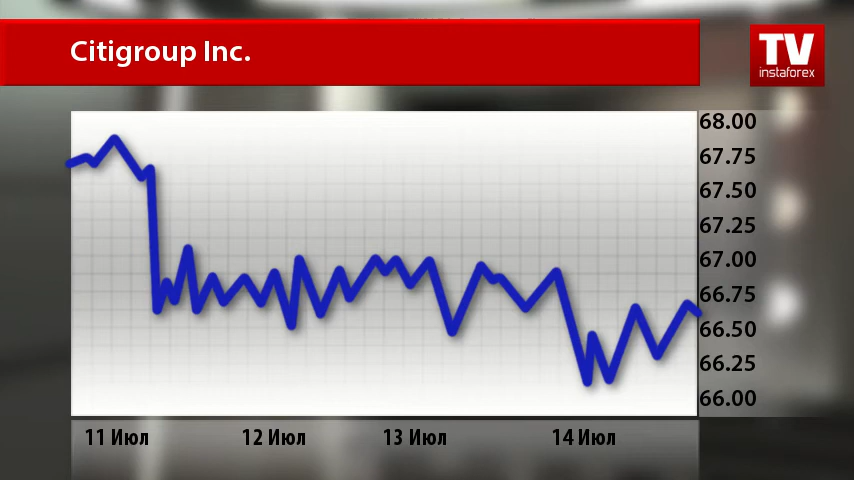 Citigroup Inc.
TV
instaforex
68.00
67.75
67.50
67.25
67.00
66.75
66.50
66.25
66.00
11 Июл
12 Июл
13 Июл
14 Июл